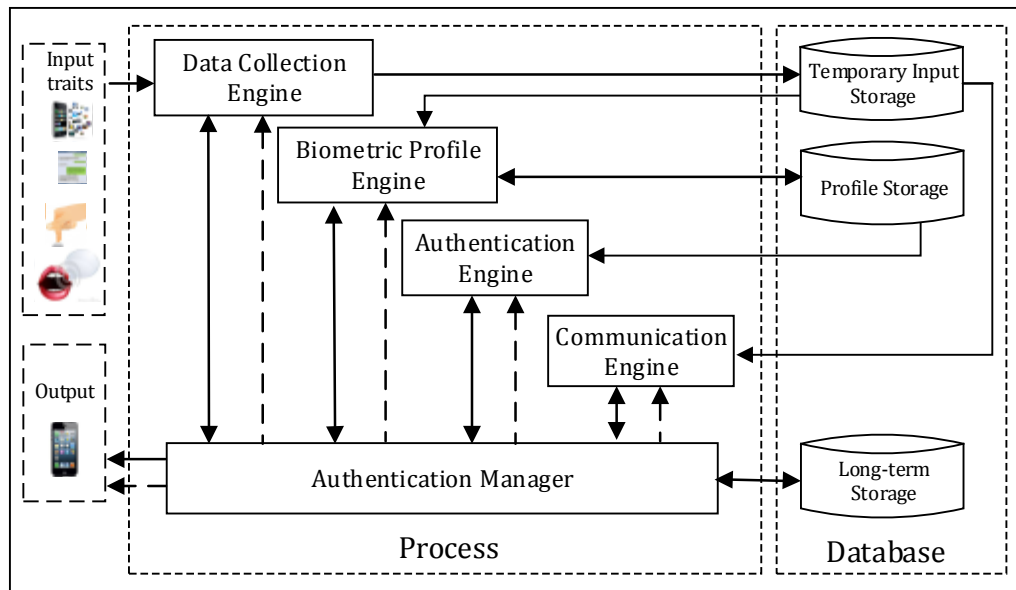 Input
traits
Data Collection
Engine
Temporary Input
Storage
Biometric Profile
Engine
Profile Storage
Authentication
Engine
Communication
Engine
Output
Authentication Manager
Long-term
Storage
Process
Database